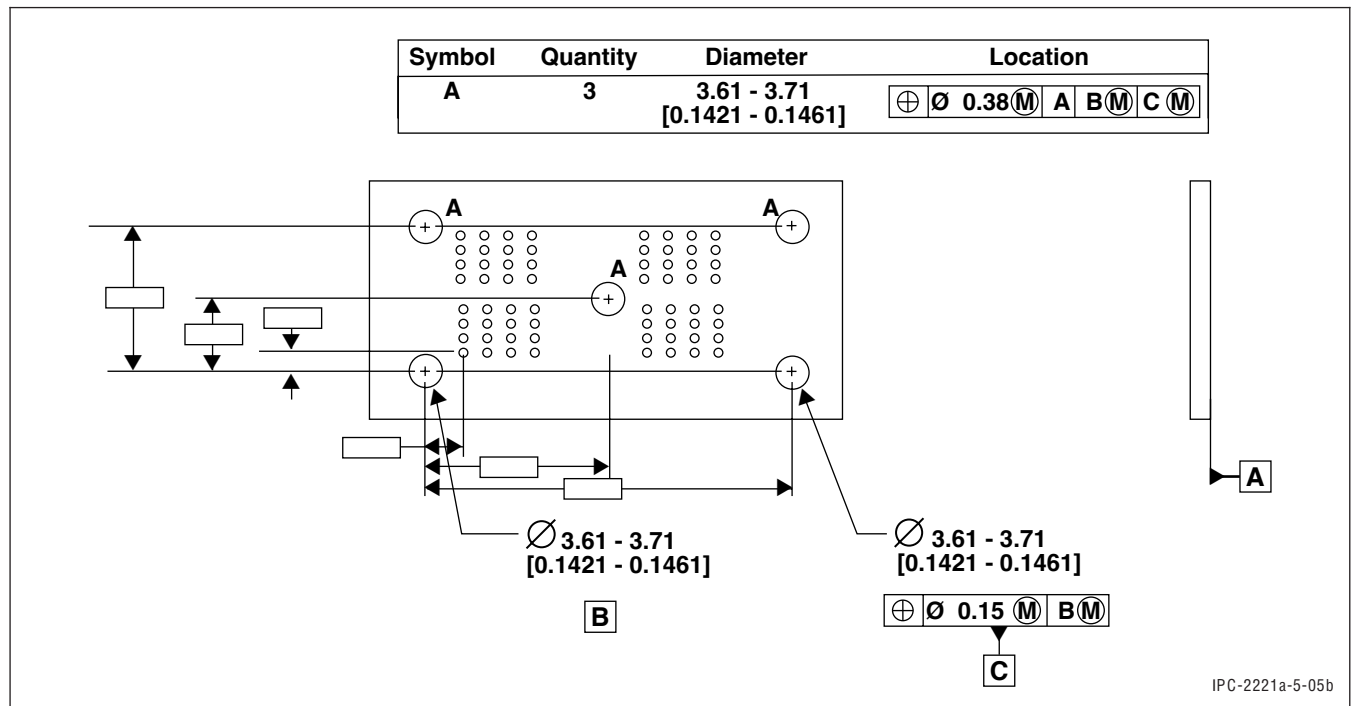 Symbol Quantity Diameter Location
A 3 3.61 - 3.71 ⌖ Ø 0.38 Ⓜ A B Ⓜ C Ⓜ
[0.1421 - 0.1461]
A A
A
A
Ø 3.61 - 3.71 Ø 3.61 - 3.71
[0.1421 - 0.1461] [0.1421 - 0.1461]
B ⌖ Ø 0.15 Ⓜ B Ⓜ
C
IPC-2221a-5-05b